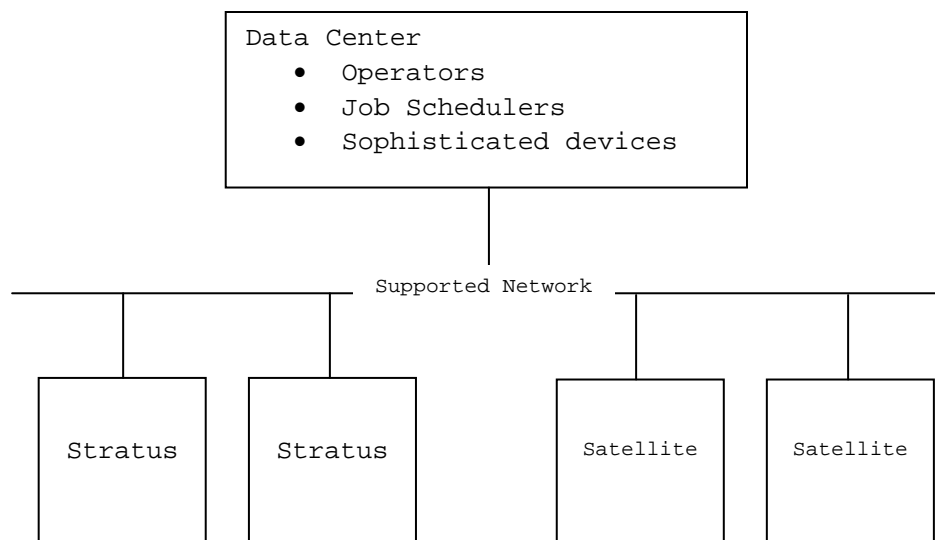 Data Center
• Operators
• Job Schedulers
• Sophisticated devices
Supported Network
Stratus
Stratus
Satellite
Satellite